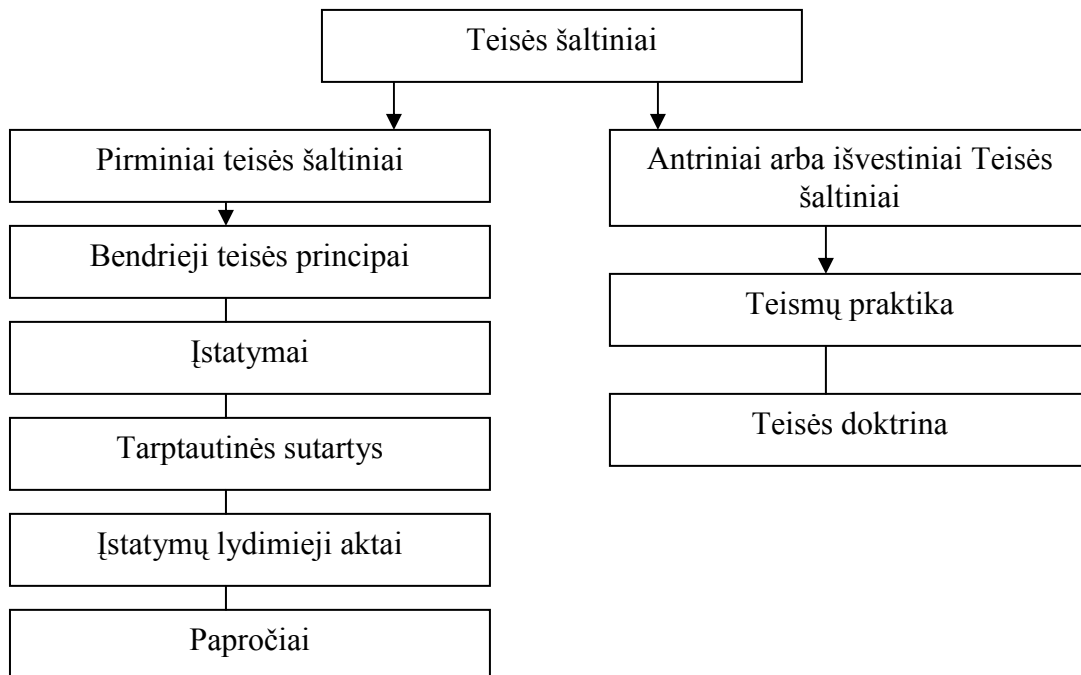 Teisės šaltiniai
Pirminiai teisės šaltiniai
Bendrieji teisės principai
Įstatymai
Tarptautinės sutartys
Įstatymų lydimieji aktai
Papročiai
Antriniai arba išvestiniai Teisės
šaltiniai
Teismų praktika
Teisės doktrina